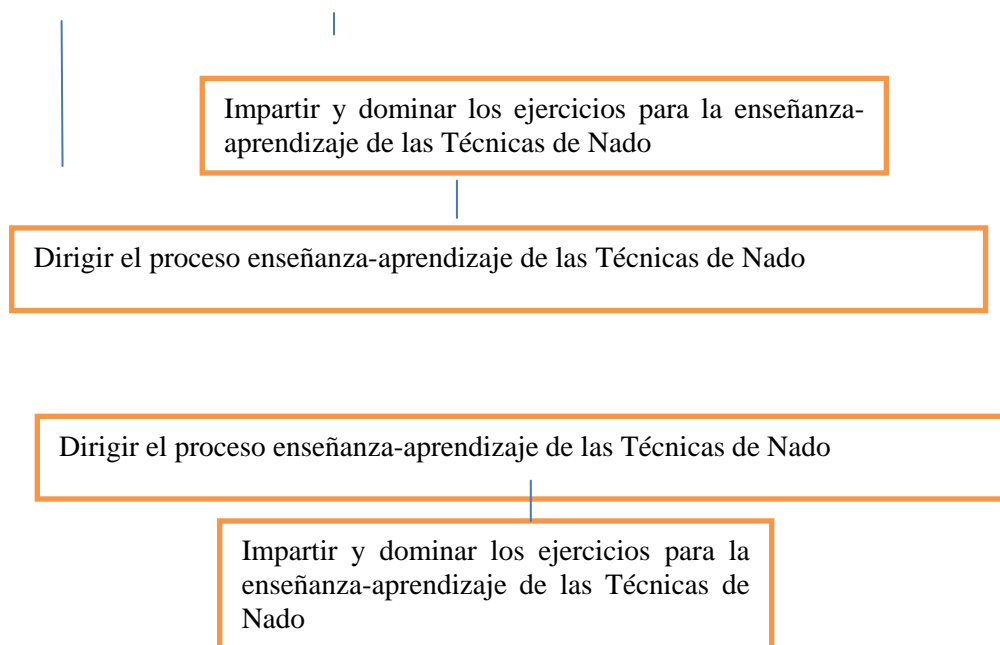 Impartir y dominar los ejercicios para la enseñanza-
aprendizaje de las Técnicas de Nado
Dirigir el proceso enseñanza-aprendizaje de las Técnicas de Nado
Dirigir el proceso enseñanza-aprendizaje de las Técnicas de Nado
Impartir y dominar los ejercicios para la
enseñanza-aprendizaje de las Técnicas de
Nado